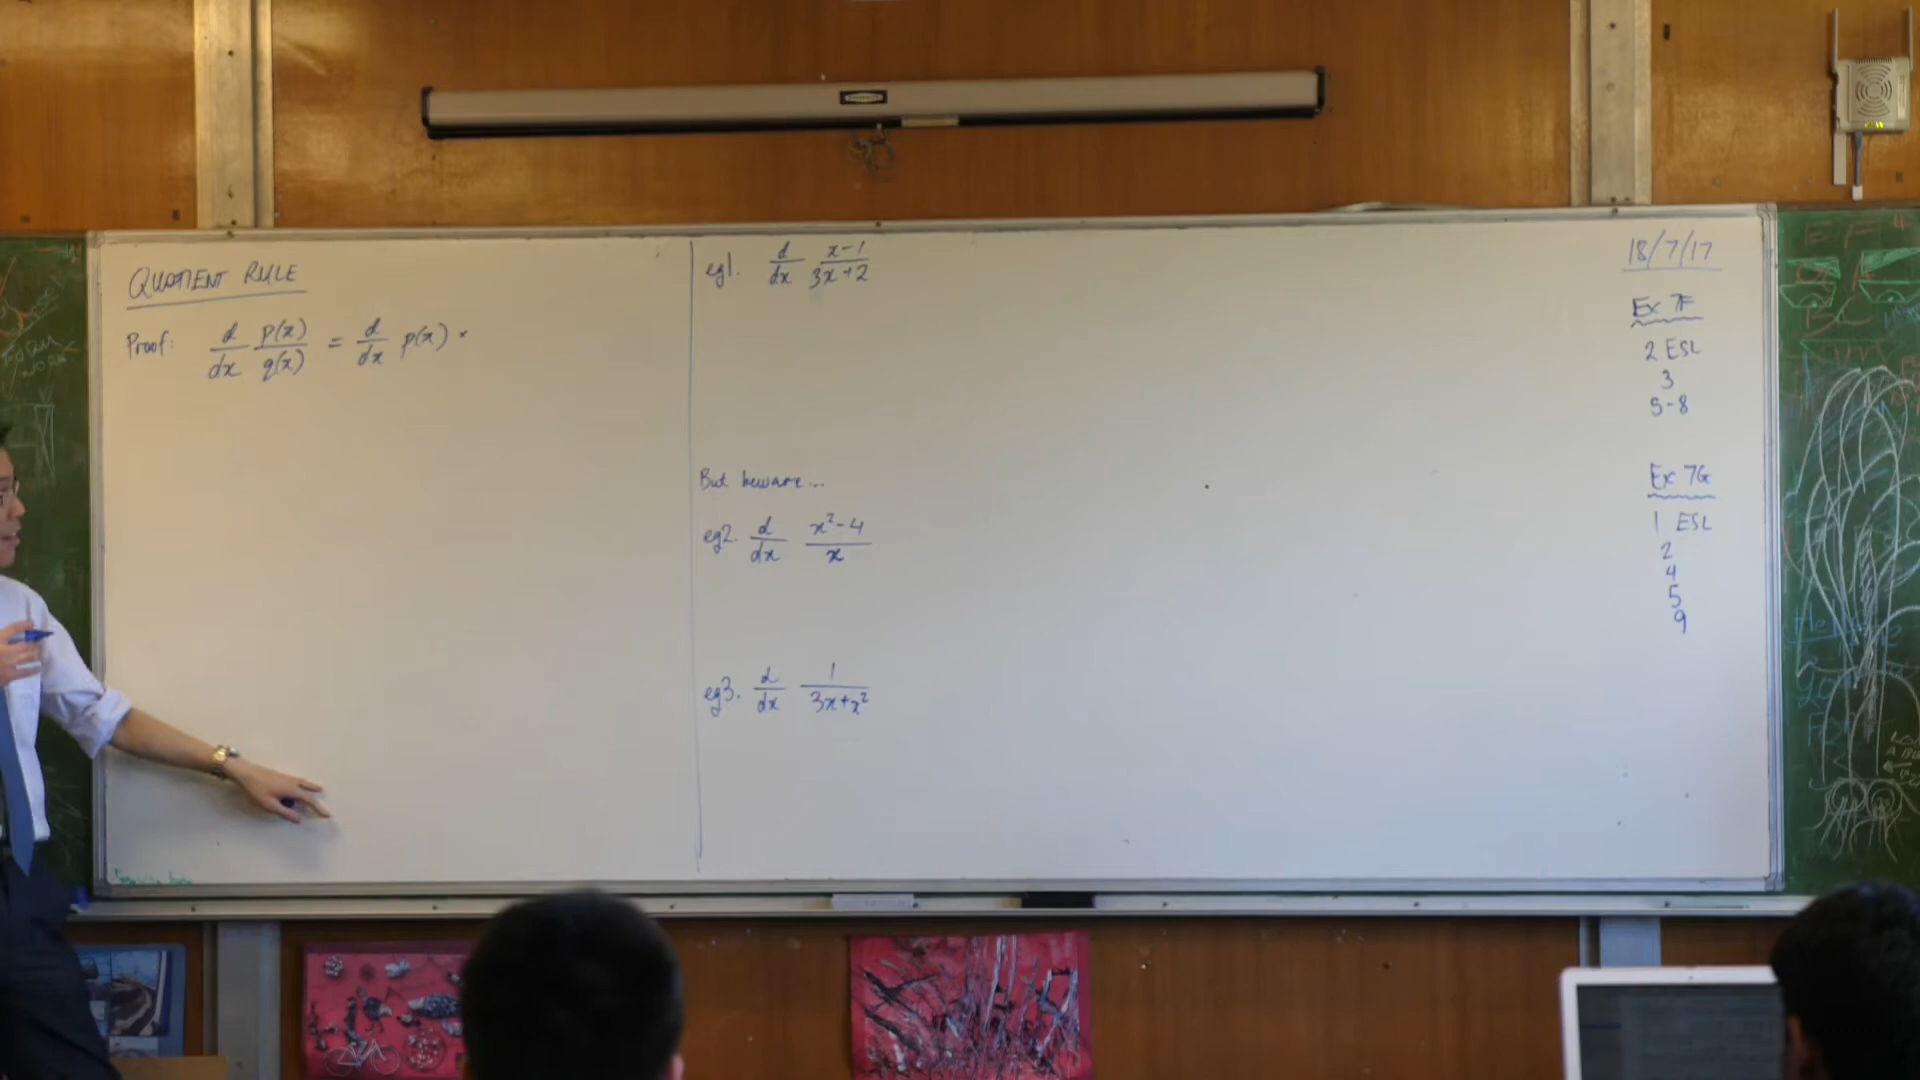 QUOTIENT RULE
Proof: d/dx p(x)/q(x) = d/dx p(x) ×
eg1. d/dx (x-1)/(3x+2)
But beware...
eg2. d/dx (x²-4)/x
eg3. d/dx 1/(3x+x²)
18/7/17
Ex 7F
2 ESL
3
5-8
Ex 7G
1 ESL
2
4
5
9